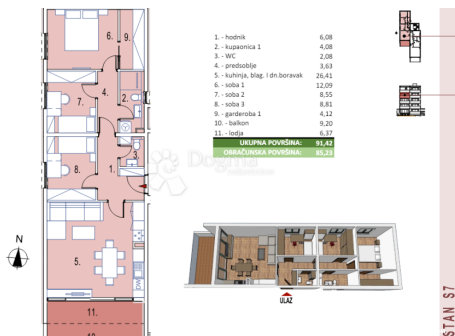 1. - hodnik 6,08
2. - kupaonica 1 4,08
3. - WC 2,08
4. - predsoblje 3,63
5. - kuhinja, blag. I dn.boravak 26,41
6. - soba 1 12,09
7. - soba 2 8,55
8. - soba 3 8,81
9. - garderoba 1 4,12
10. - balkon 9,20
11. - lođa 6,37
UKUPNA POVRŠINA: 91,42
OBRAČUNSKA POVRŠINA: 85,23
6.
9.
4.
7.
2.
3.
8.
1.
5.
11.
10.
N
Dogma
ULAZ
STAN S7